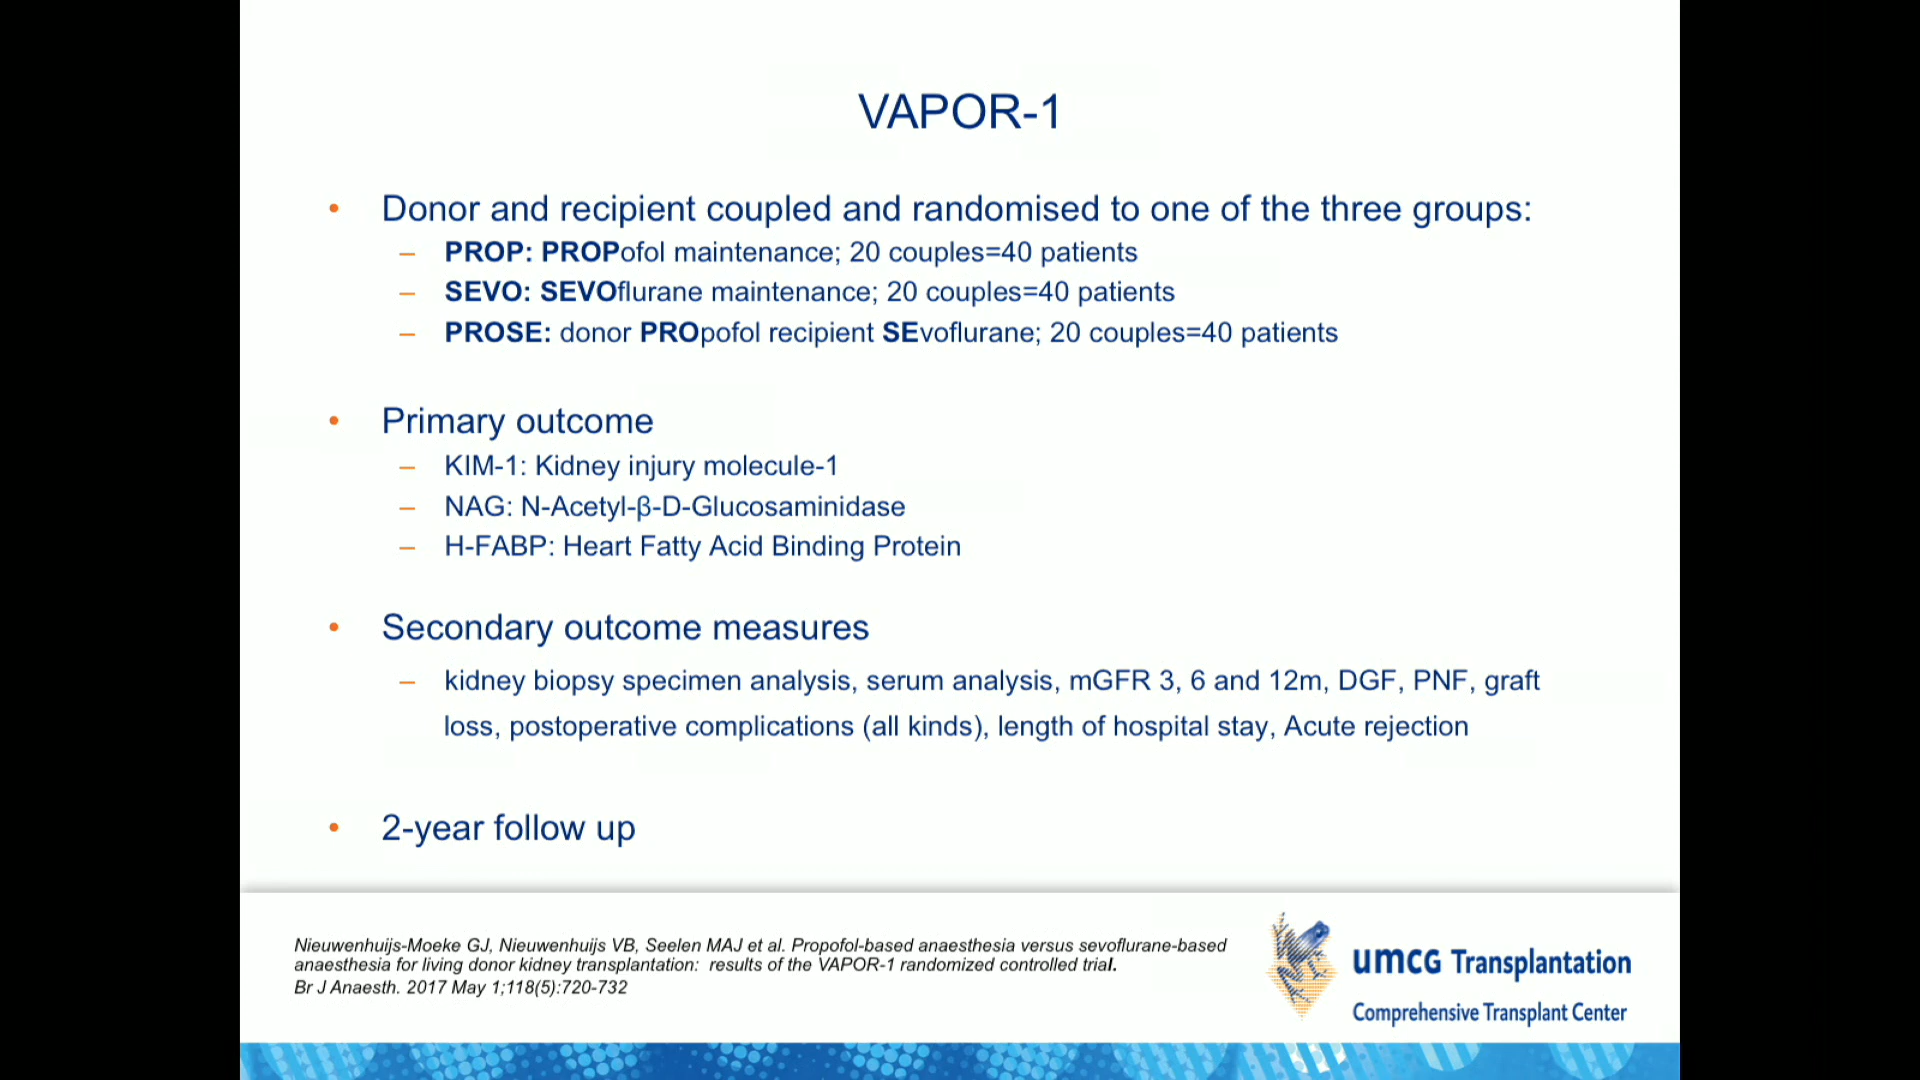 VAPOR-1
• Donor and recipient coupled and randomised to one of the three groups:
– PROP: PROPofol maintenance; 20 couples=40 patients
– SEVO: SEVOflurane maintenance; 20 couples=40 patients
– PROSE: donor PROpofol recipient SEvoflurane; 20 couples=40 patients
• Primary outcome
– KIM-1: Kidney injury molecule-1
– NAG: N-Acetyl-β-D-Glucosaminidase
– H-FABP: Heart Fatty Acid Binding Protein
• Secondary outcome measures
– kidney biopsy specimen analysis, serum analysis, mGFR 3, 6 and 12m, DGF, PNF, graft
loss, postoperative complications (all kinds), length of hospital stay, Acute rejection
• 2-year follow up
Nieuwenhuijs-Moeke GJ, Nieuwenhuijs VB, Seelen MAJ et al. Propofol-based anaesthesia versus sevoflurane-based
anaesthesia for living donor kidney transplantation: results of the VAPOR-1 randomized controlled trial.
Br J Anaesth. 2017 May 1;118(5):720-732
umcG Transplantation
Comprehensive Transplant Center